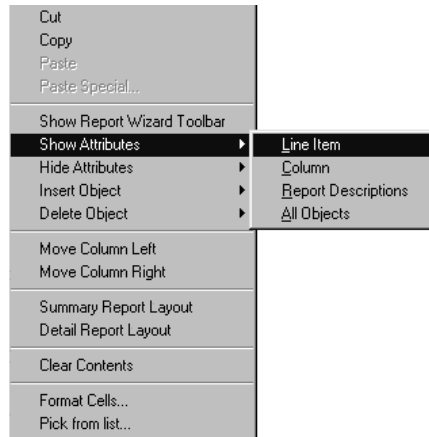 Cut
Copy
Paste
Paste Special...
Show Report Wizard Toolbar
Show Attributes
Hide Attributes
Insert Object
Delete Object
Move Column Left
Move Column Right
Summary Report Layout
Detail Report Layout
Clear Contents
Format Cells...
Pick from list...
Line Item
Column
Report Descriptions
All Objects